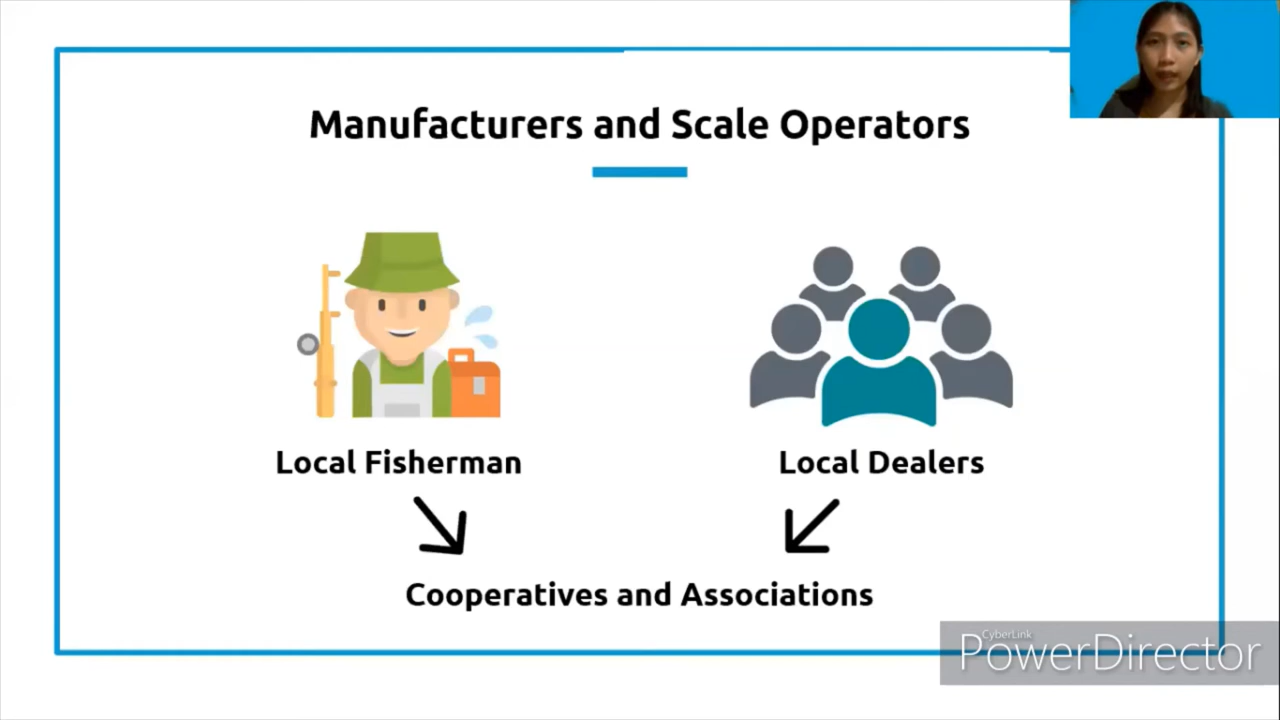 Manufacturers and Scale Operators
Local Fisherman
Local Dealers
Cooperatives and Associations
CyberLink
PowerDirector